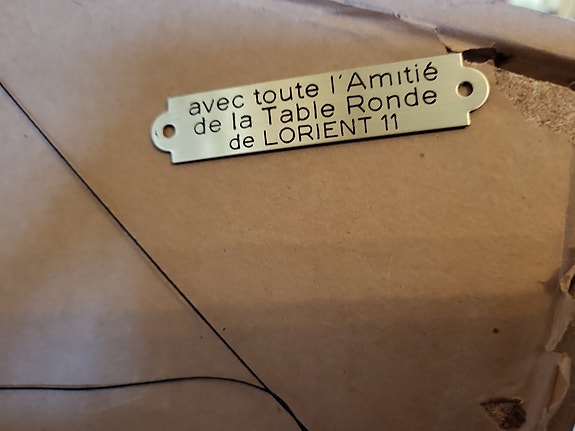 avec toute l'Amitié
de la Table Ronde
de LORIENT 11